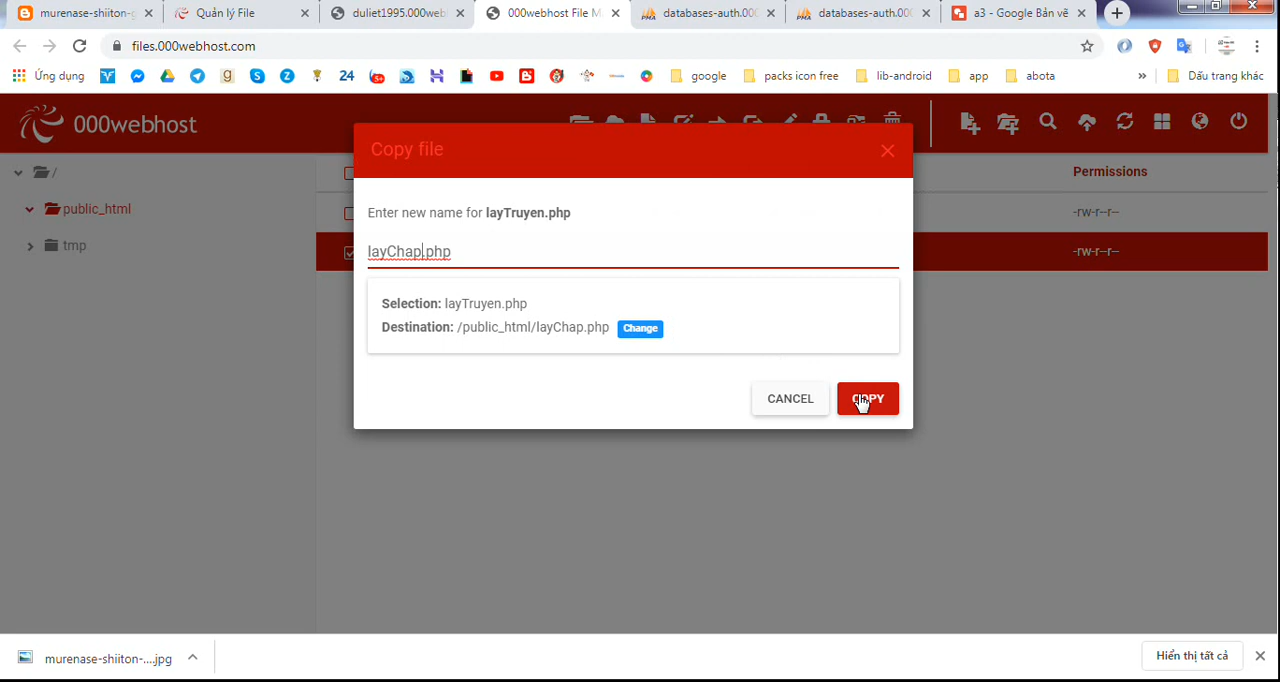 murenase-shiiton-g
Quản lý File
duliet1995.000web
000webhost File M
databases-auth.000
databases-auth.000
a3 - Google Bản vẽ
files.000webhost.com
Ứng dụng
24
google
packs icon free
lib-android
app
abota
»
Dấu trang khác
000webhost
Copy file
/
Permissions
public_html
Enter new name for layTruyen.php
-rw-r--r--
tmp
layChap.php
-rw-r--r--
Selection: layTruyen.php
Destination: /public_html/layChap.php Change
CANCEL
COPY
murenase-shiiton-....jpg
Hiển thị tất cả